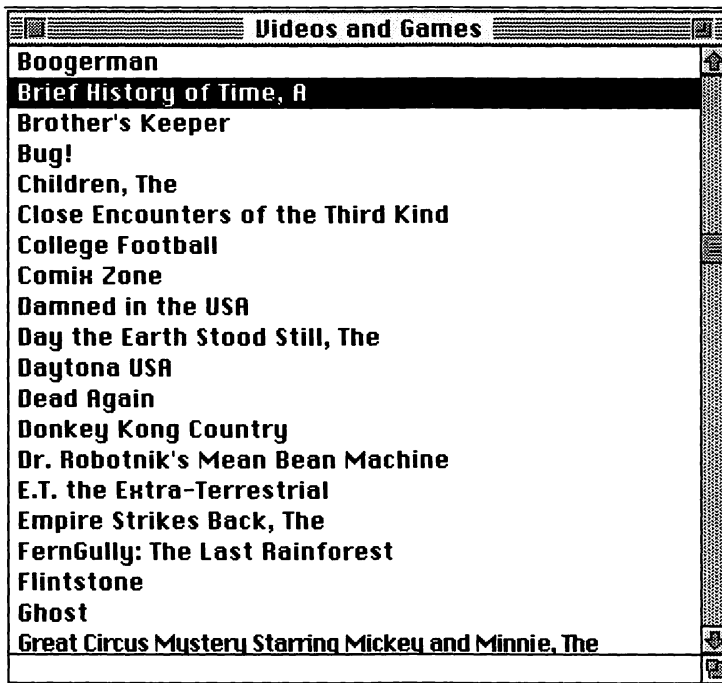 Videos and Games
Boogerman
Brief History of Time, A
Brother's Keeper
Bug!
Children, The
Close Encounters of the Third Kind
College Football
Comix Zone
Damned in the USA
Day the Earth Stood Still, The
Daytona USA
Dead Again
Donkey Kong Country
Dr. Robotnik's Mean Bean Machine
E.T. the Extra-Terrestrial
Empire Strikes Back, The
FernGully: The Last Rainforest
Flintstone
Ghost
Great Circus Mystery Starring Mickey and Minnie, The